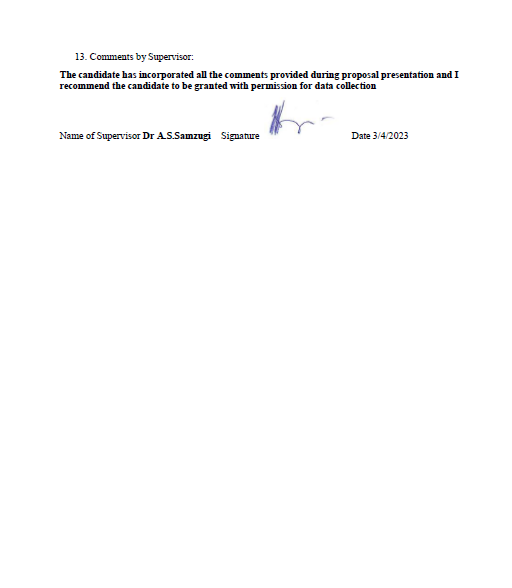 13. Comments by Supervisor:
The candidate has incorporated all the comments provided during proposal presentation and I
recommend the candidate to be granted with permission for data collection
Name of Supervisor Dr A.S.Samzugi Signature Date 3/4/2023